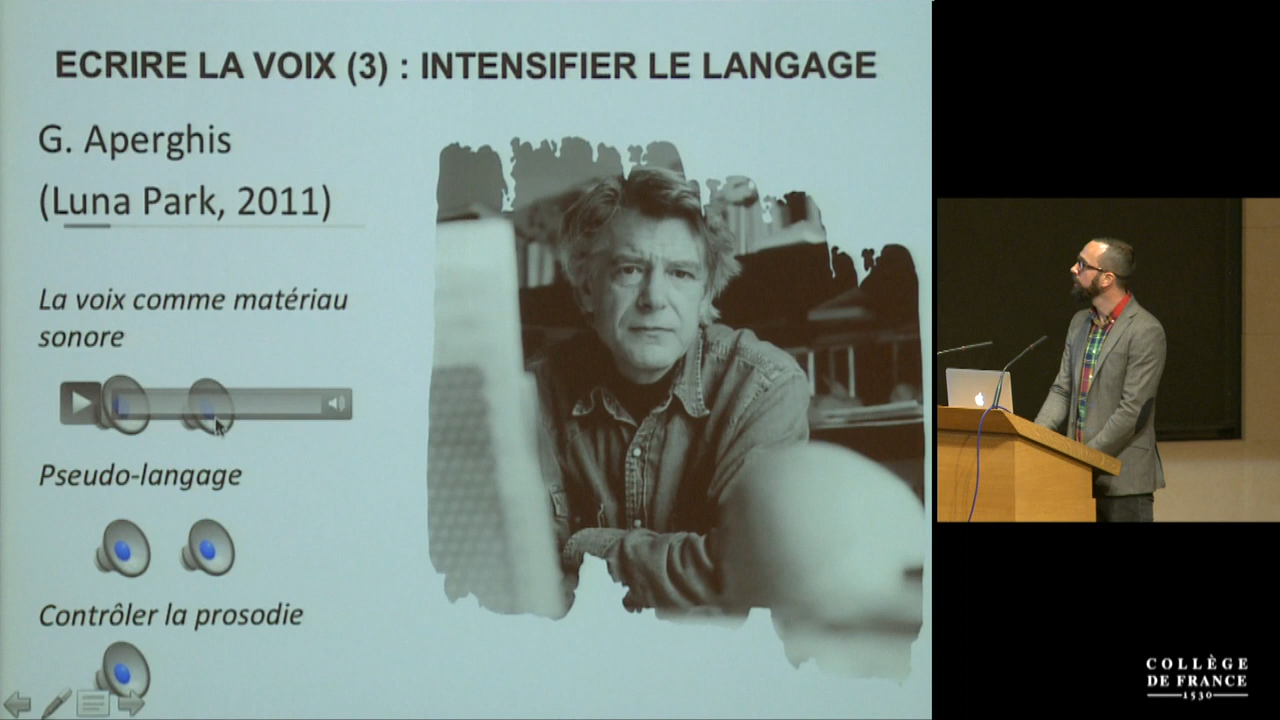 ECRIRE LA VOIX (3) : INTENSIFIER LE LANGAGE
G. Aperghis
(Luna Park, 2011)
La voix comme matériau
sonore
Pseudo-langage
Contrôler la prosodie
COLLÈGE
DE FRANCE
1530